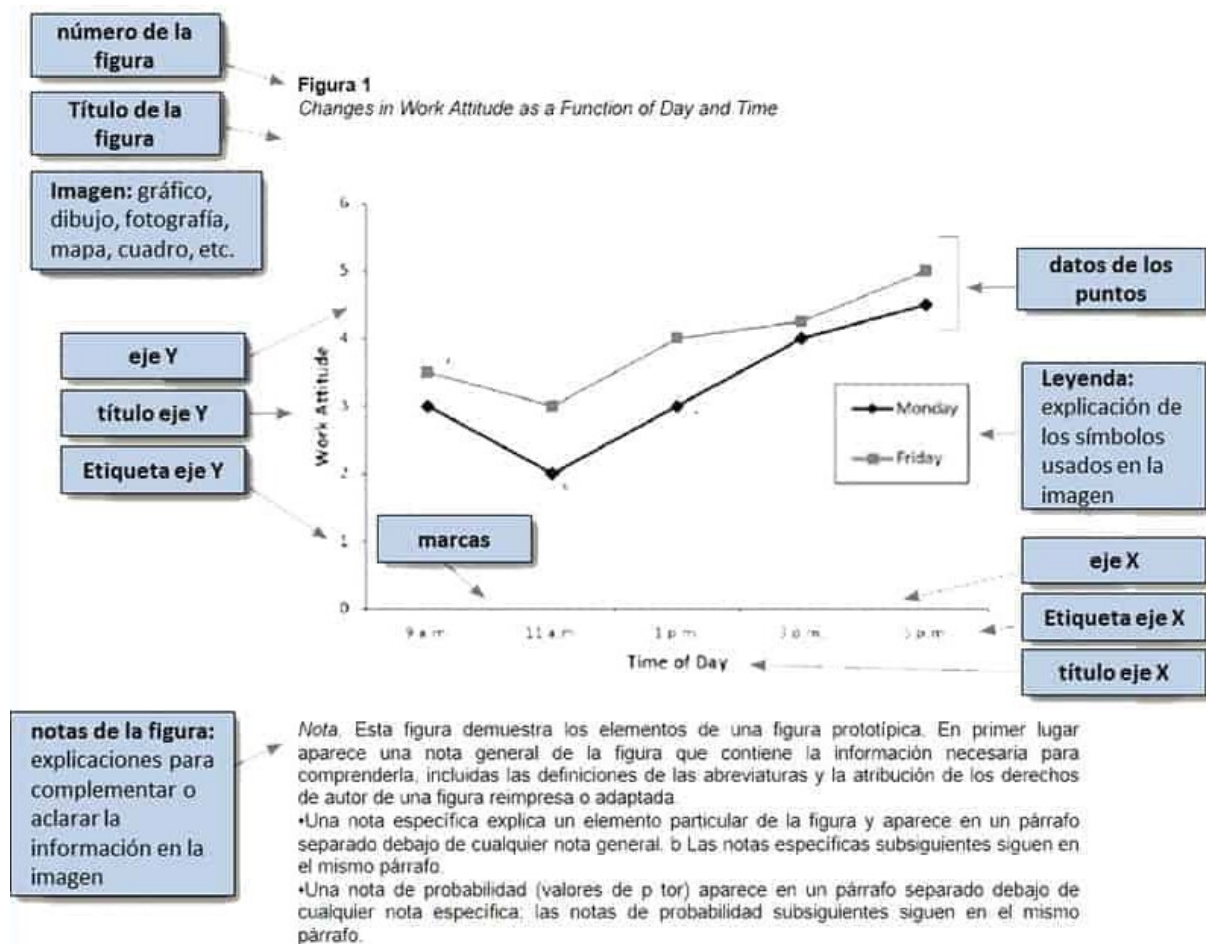 número de la
figura
Figura 1
Título de la
figura
Changes in Work Attitude as a Function of Day and Time
Imagen: gráfico,
dibujo, fotografía,
mapa, cuadro, etc.
6
5
4
3
2
1
0
Work Attitude
eje Y
título eje Y
Etiqueta eje Y
marcas
datos de los
puntos
Monday
Friday
Leyenda:
explicación de
los símbolos
usados en la
imagen
eje X
Etiqueta eje X
título eje X
9 a.m. 11 a.m. 1 p.m. 3 p.m. 5 p.m.
Time of Day
notas de la figura:
explicaciones para
complementar o
aclarar la
información en la
imagen
Nota. Esta figura demuestra los elementos de una figura prototípica. En primer lugar
aparece una nota general de la figura que contiene la información necesaria para
comprenderla, incluidas las definiciones de las abreviaturas y la atribución de los derechos
de autor de una figura reimpresa o adaptada.
•Una nota específica explica un elemento particular de la figura y aparece en un párrafo
separado debajo de cualquier nota general. b Las notas específicas subsiguientes siguen en
el mismo párrafo.
•Una nota de probabilidad (valores de p tor) aparece en un párrafo separado debajo de
cualquier nota específica; las notas de probabilidad subsiguientes siguen en el mismo
párrafo.